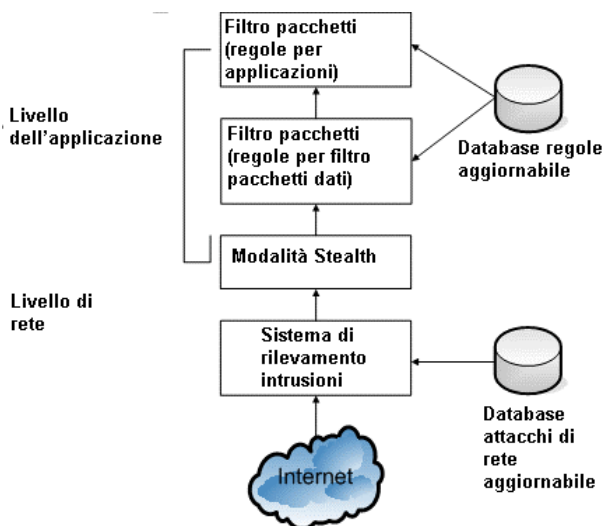 Filtro pacchetti
(regole per
applicazioni)
Livello
dell'applicazione
Filtro pacchetti
(regole per filtro
pacchetti dati)
Database regole
aggiornabile
Modalità Stealth
Livello di
rete
Sistema di
rilevamento
intrusioni
Database
attacchi di
rete
aggiornabile
Internet